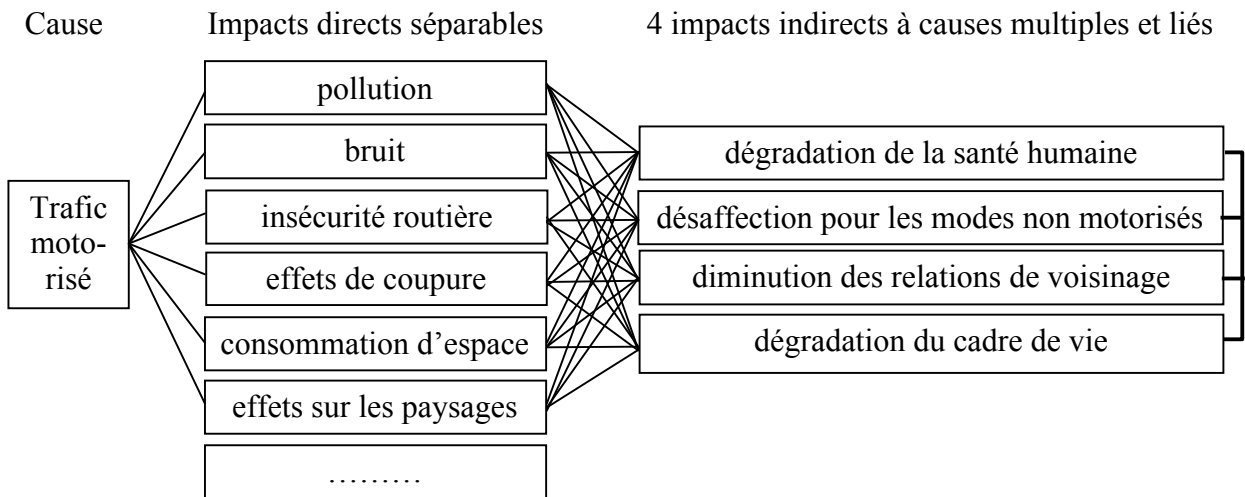 Cause
Impacts directs séparables
4 impacts indirects à causes multiples et liés
Trafic
moto-
risé
pollution
bruit
insécurité routière
effets de coupure
consommation d’espace
effets sur les paysages
………
dégradation de la santé humaine
désaffection pour les modes non motorisés
diminution des relations de voisinage
dégradation du cadre de vie